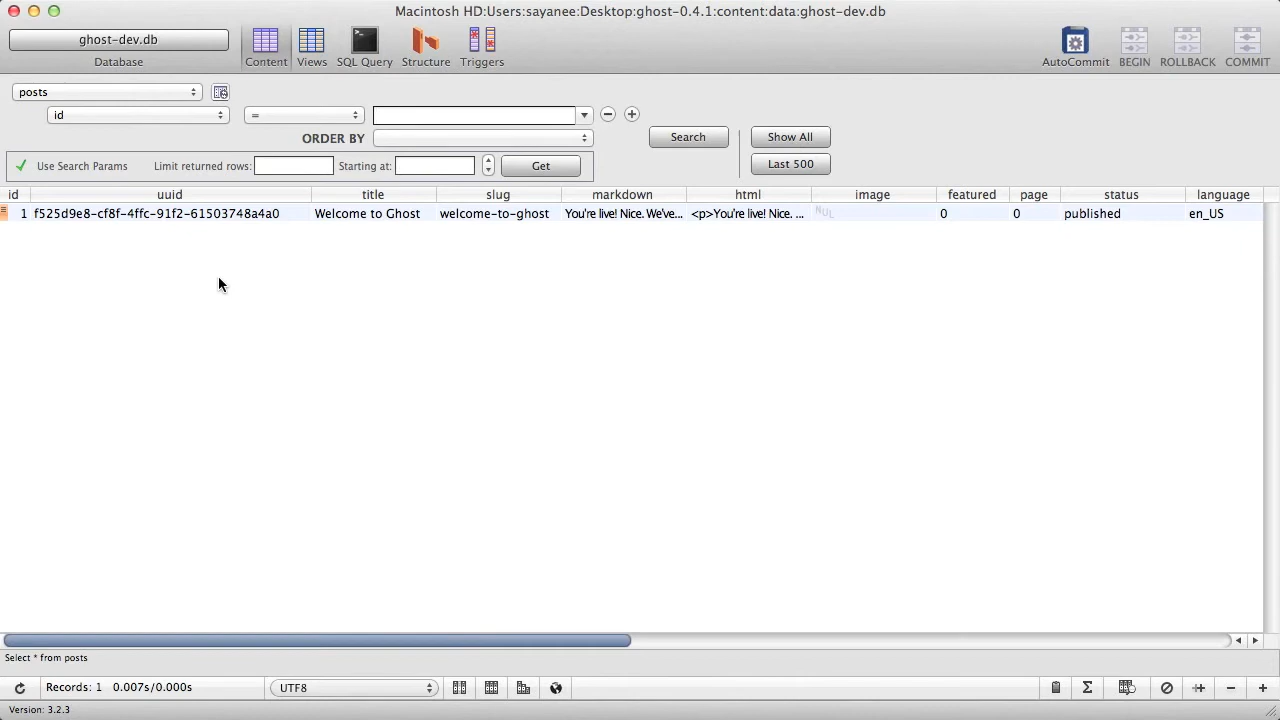 Macintosh HD:Users:sayanee:Desktop:ghost-0.4.1:content:data:ghost-dev.db
ghost-dev.db
Database
Content Views SQL Query Structure Triggers
AutoCommit BEGIN ROLLBACK COMMIT
posts
id =
ORDER BY
Search Show All
Use Search Params Limit returned rows: Starting at: Get
Last 500
id uuid title slug markdown html image featured page status language
1 f525d9e8-cf8f-4ffc-91f2-61503748a4a0 Welcome to Ghost welcome-to-ghost You're live! Nice. We've... <p>You're live! Nice. ... NUL 0 0 published en_US
Select * from posts
Records: 1 0.007s/0.000s UTF8
Version: 3.2.3